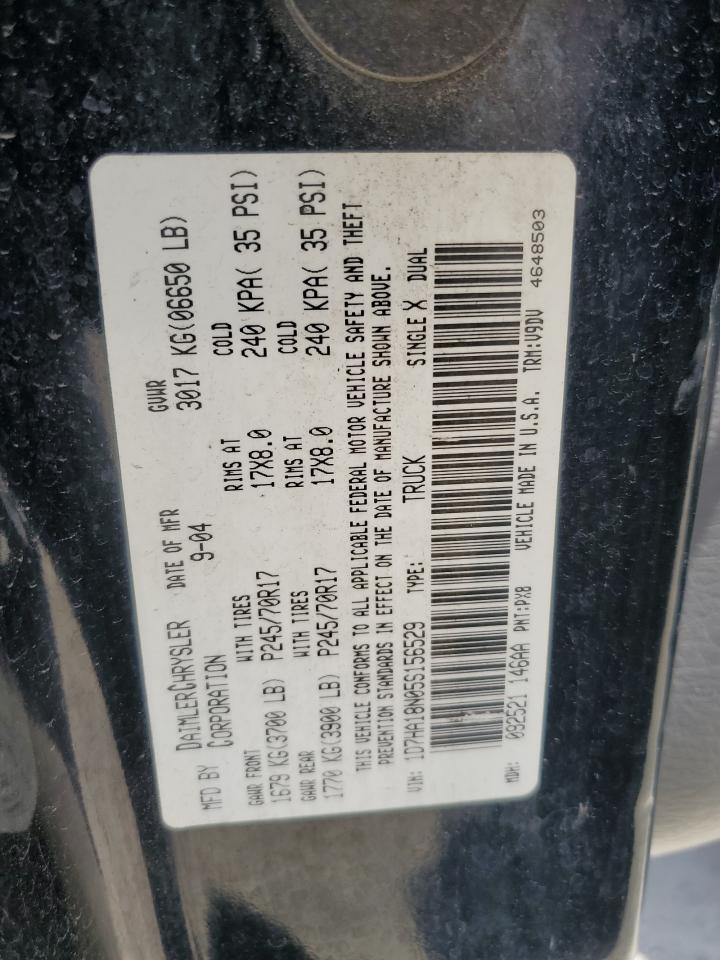 MFD BY DAIMLERCHRYSLER CORPORATION DATE OF MFR 9-04 GVWR 3017 KG(06650 LB)
GAWR FRONT WITH TIRES RIMS AT COLD
1679 KG(3700 LB) P245/70R17 17X8.0 240 KPA( 35 PSI)
GAWR REAR WITH TIRES RIMS AT COLD
1770 KG(3900 LB) P245/70R17 17X8.0 240 KPA( 35 PSI)
THIS VEHICLE CONFORMS TO ALL APPLICABLE FEDERAL MOTOR VEHICLE SAFETY AND THEFT
PREVENTION STANDARDS IN EFFECT ON THE DATE OF MANUFACTURE SHOWN ABOVE.
VIN: 1D7HA18N05S156529 TYPE: TRUCK SINGLE X DUAL
MDH: 092521 146AA PNT:PX8 VEHICLE MADE IN U.S.A. TRM:V9DV
4648503